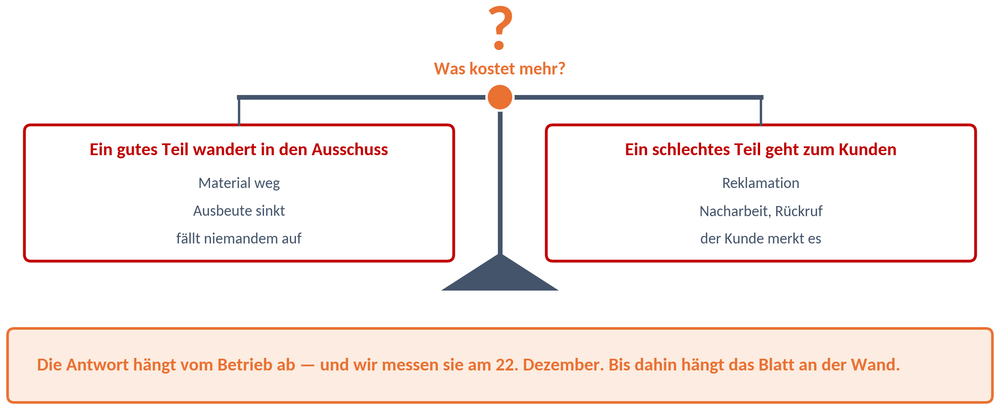 ?
Was kostet mehr?
Ein gutes Teil wandert in den Ausschuss
Material weg
Ausbeute sinkt
fällt niemandem auf
Ein schlechtes Teil geht zum Kunden
Reklamation
Nacharbeit, Rückruf
der Kunde merkt es
Die Antwort hängt vom Betrieb ab — und wir messen sie am 22. Dezember. Bis dahin hängt das Blatt an der Wand.